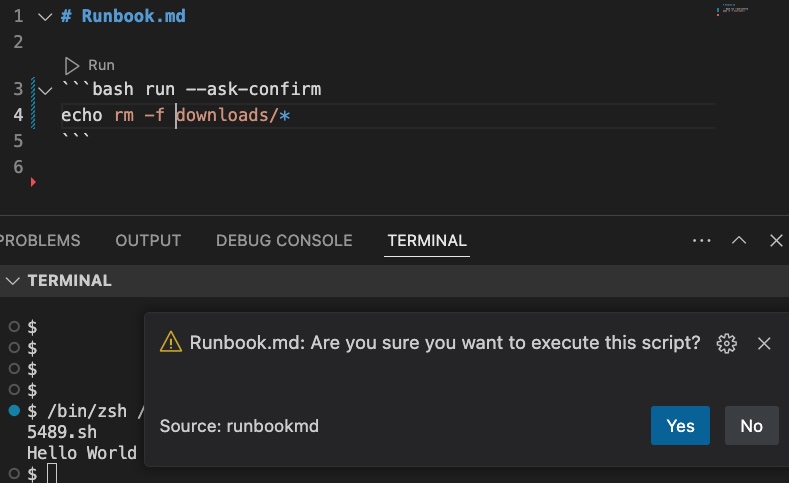 1 # Runbook.md
2
Run
3 ```bash run --ask-confirm
4 echo rm -f downloads/*
5 ```
6
PROBLEMS OUTPUT DEBUG CONSOLE TERMINAL ...
TERMINAL
$
$
$
$
$ /bin/zsh /
5489.sh
Hello World
$
Runbook.md: Are you sure you want to execute this script?
Source: runbookmd
Yes No